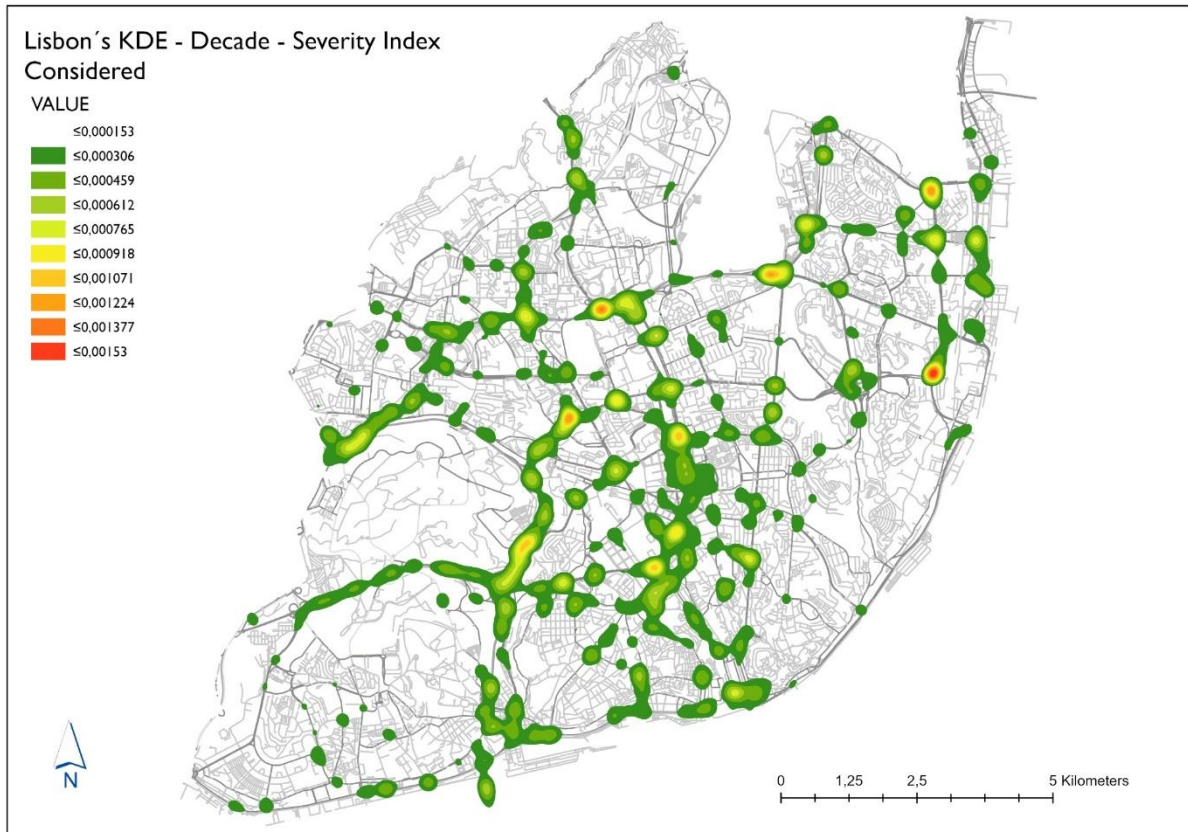 Lisbon´s KDE - Decade - Severity Index
Considered
VALUE
≤0,000153
≤0,000306
≤0,000459
≤0,000612
≤0,000765
≤0,000918
≤0,001071
≤0,001224
≤0,001377
≤0,00153
N
0 1,25 2,5 5 Kilometers